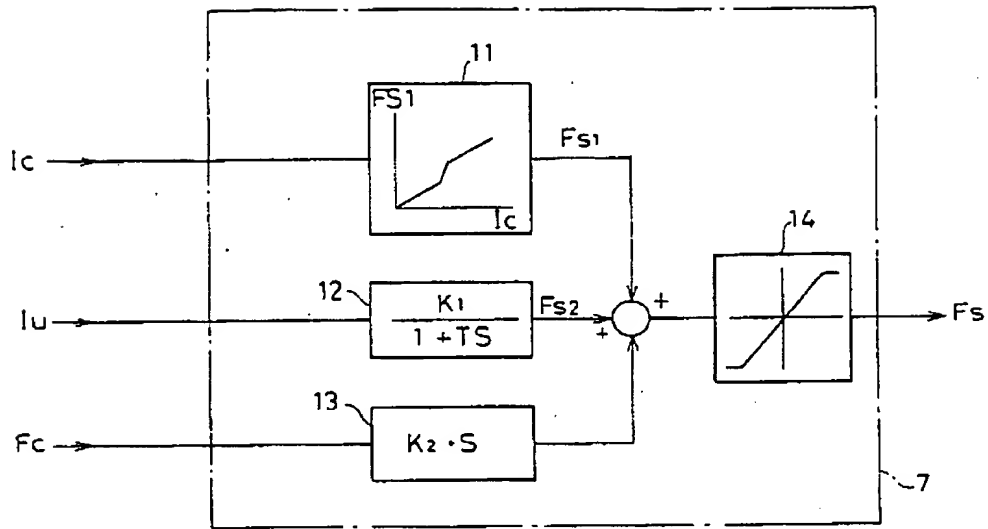 11
FS1
Ic
Ic
Fs1
14
12
K1
1 + TS
Iu
Fs2
+
+
Fs
13
K2 · S
Fc
7